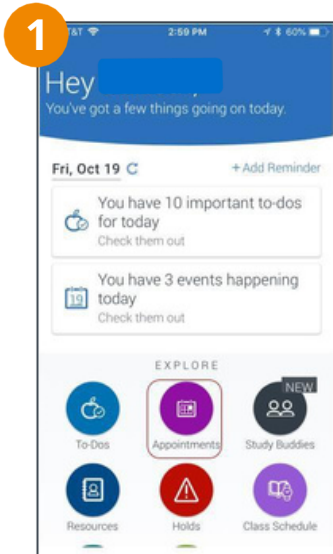 1
AT&T 2:59 PM 60%
Hey
You've got a few things going on today.
Fri, Oct 19 + Add Reminder
You have 10 important to-dos
for today
Check them out
You have 3 events happening
19
today
Check them out
EXPLORE
NEW
To-Dos Appointments Study Buddies
Resources Holds Class Schedule